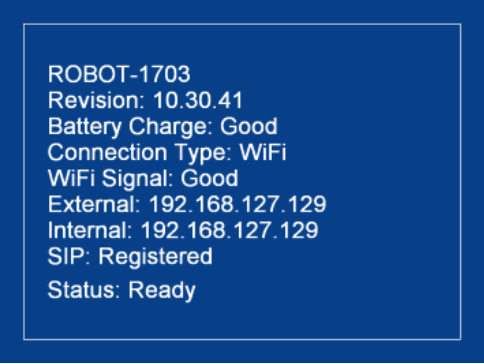 ROBOT-1703
Revision: 10.30.41
Battery Charge: Good
Connection Type: WiFi
WiFi Signal: Good
External: 192.168.127.129
Internal: 192.168.127.129
SIP: Registered
Status: Ready